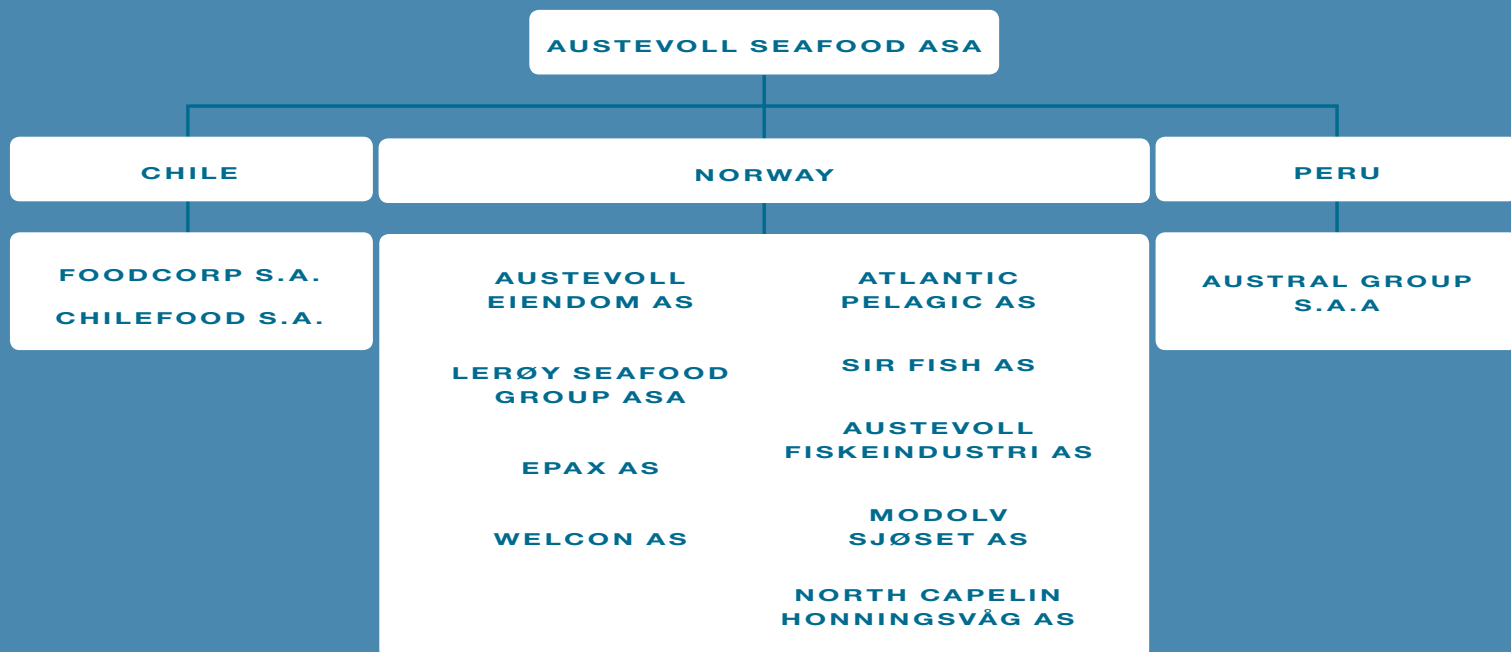 AUSTEVOLL SEAFOOD ASA
CHILE
NORWAY
PERU
FOODCORP S.A.
CHILEFOOD S.A.
AUSTEVOLL
EIENDOM AS
LERØY SEAFOOD
GROUP ASA
EPAX AS
WELCON AS
ATLANTIC
PELAGIC AS
SIR FISH AS
AUSTEVOLL
FISKEINDUSTRI AS
MODOLV
SJØSET AS
NORTH CAPELIN
HONNINGSVÅG AS
AUSTRAL GROUP
S.A.A